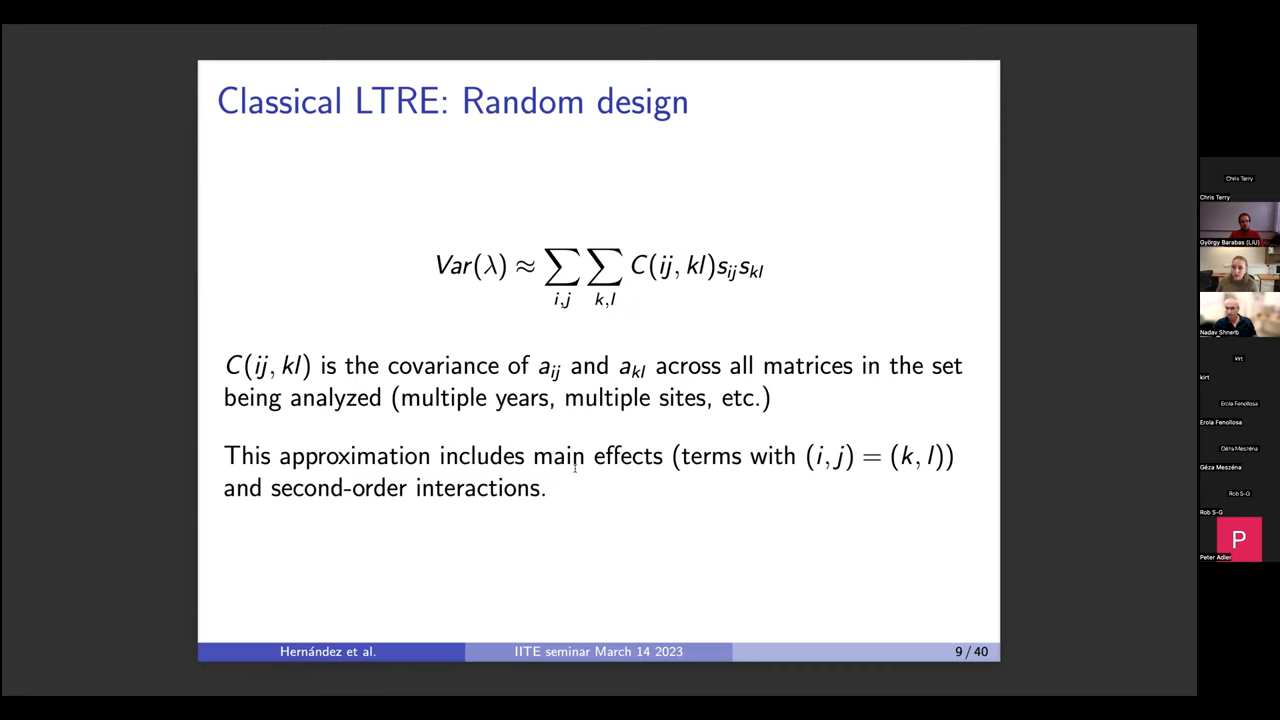 Classical LTRE: Random design
Var(λ) ≈ ∑ ∑ C(ij, kl)s_ij s_kl
i,j k,l
C(ij, kl) is the covariance of a_ij and a_kl across all matrices in the set
being analyzed (multiple years, multiple sites, etc.)
This approximation includes main effects (terms with (i, j) = (k, l))
and second-order interactions.
Hernández et al.
IITE seminar March 14 2023
9 / 40
Chris Terry
Chris Terry
György Barabas (LiU)
Nadav Shnerb
kirt
kirt
Erola Fenollosa
Erola Fenollosa
Géza Meszéna
Géza Meszéna
Rob S-G
Rob S-G
P
Peter Adler